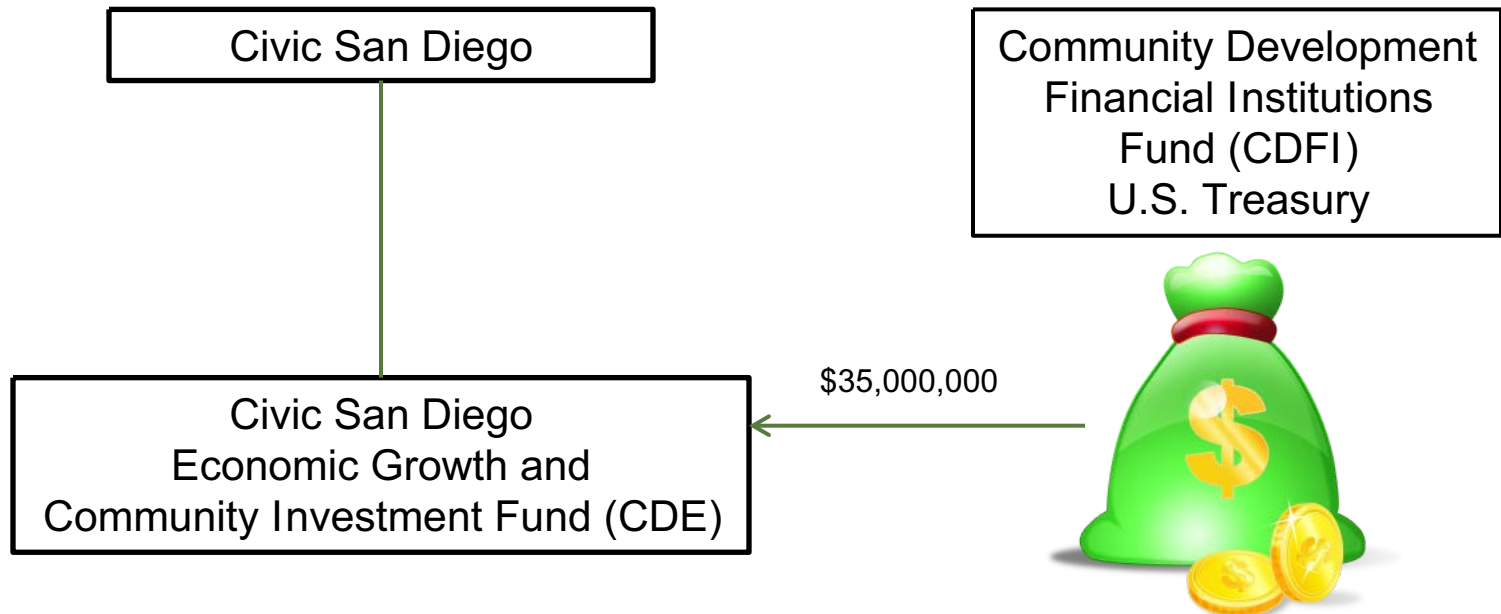 Civic San Diego
Community Development
Financial Institutions
Fund (CDFI)
U.S. Treasury
$35,000,000
Civic San Diego
Economic Growth and
Community Investment Fund (CDE)
$